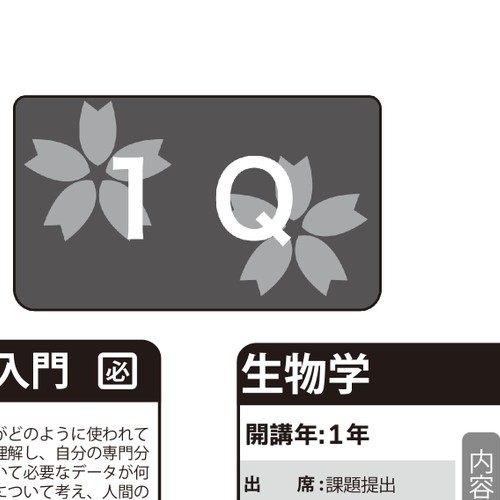 1 Q
入門 必
がどのように使われて
理解し、自分の専門分
いて必要なデータが何
について考え、人間の
生物学
開講年:1年
出 席:課題提出
内容